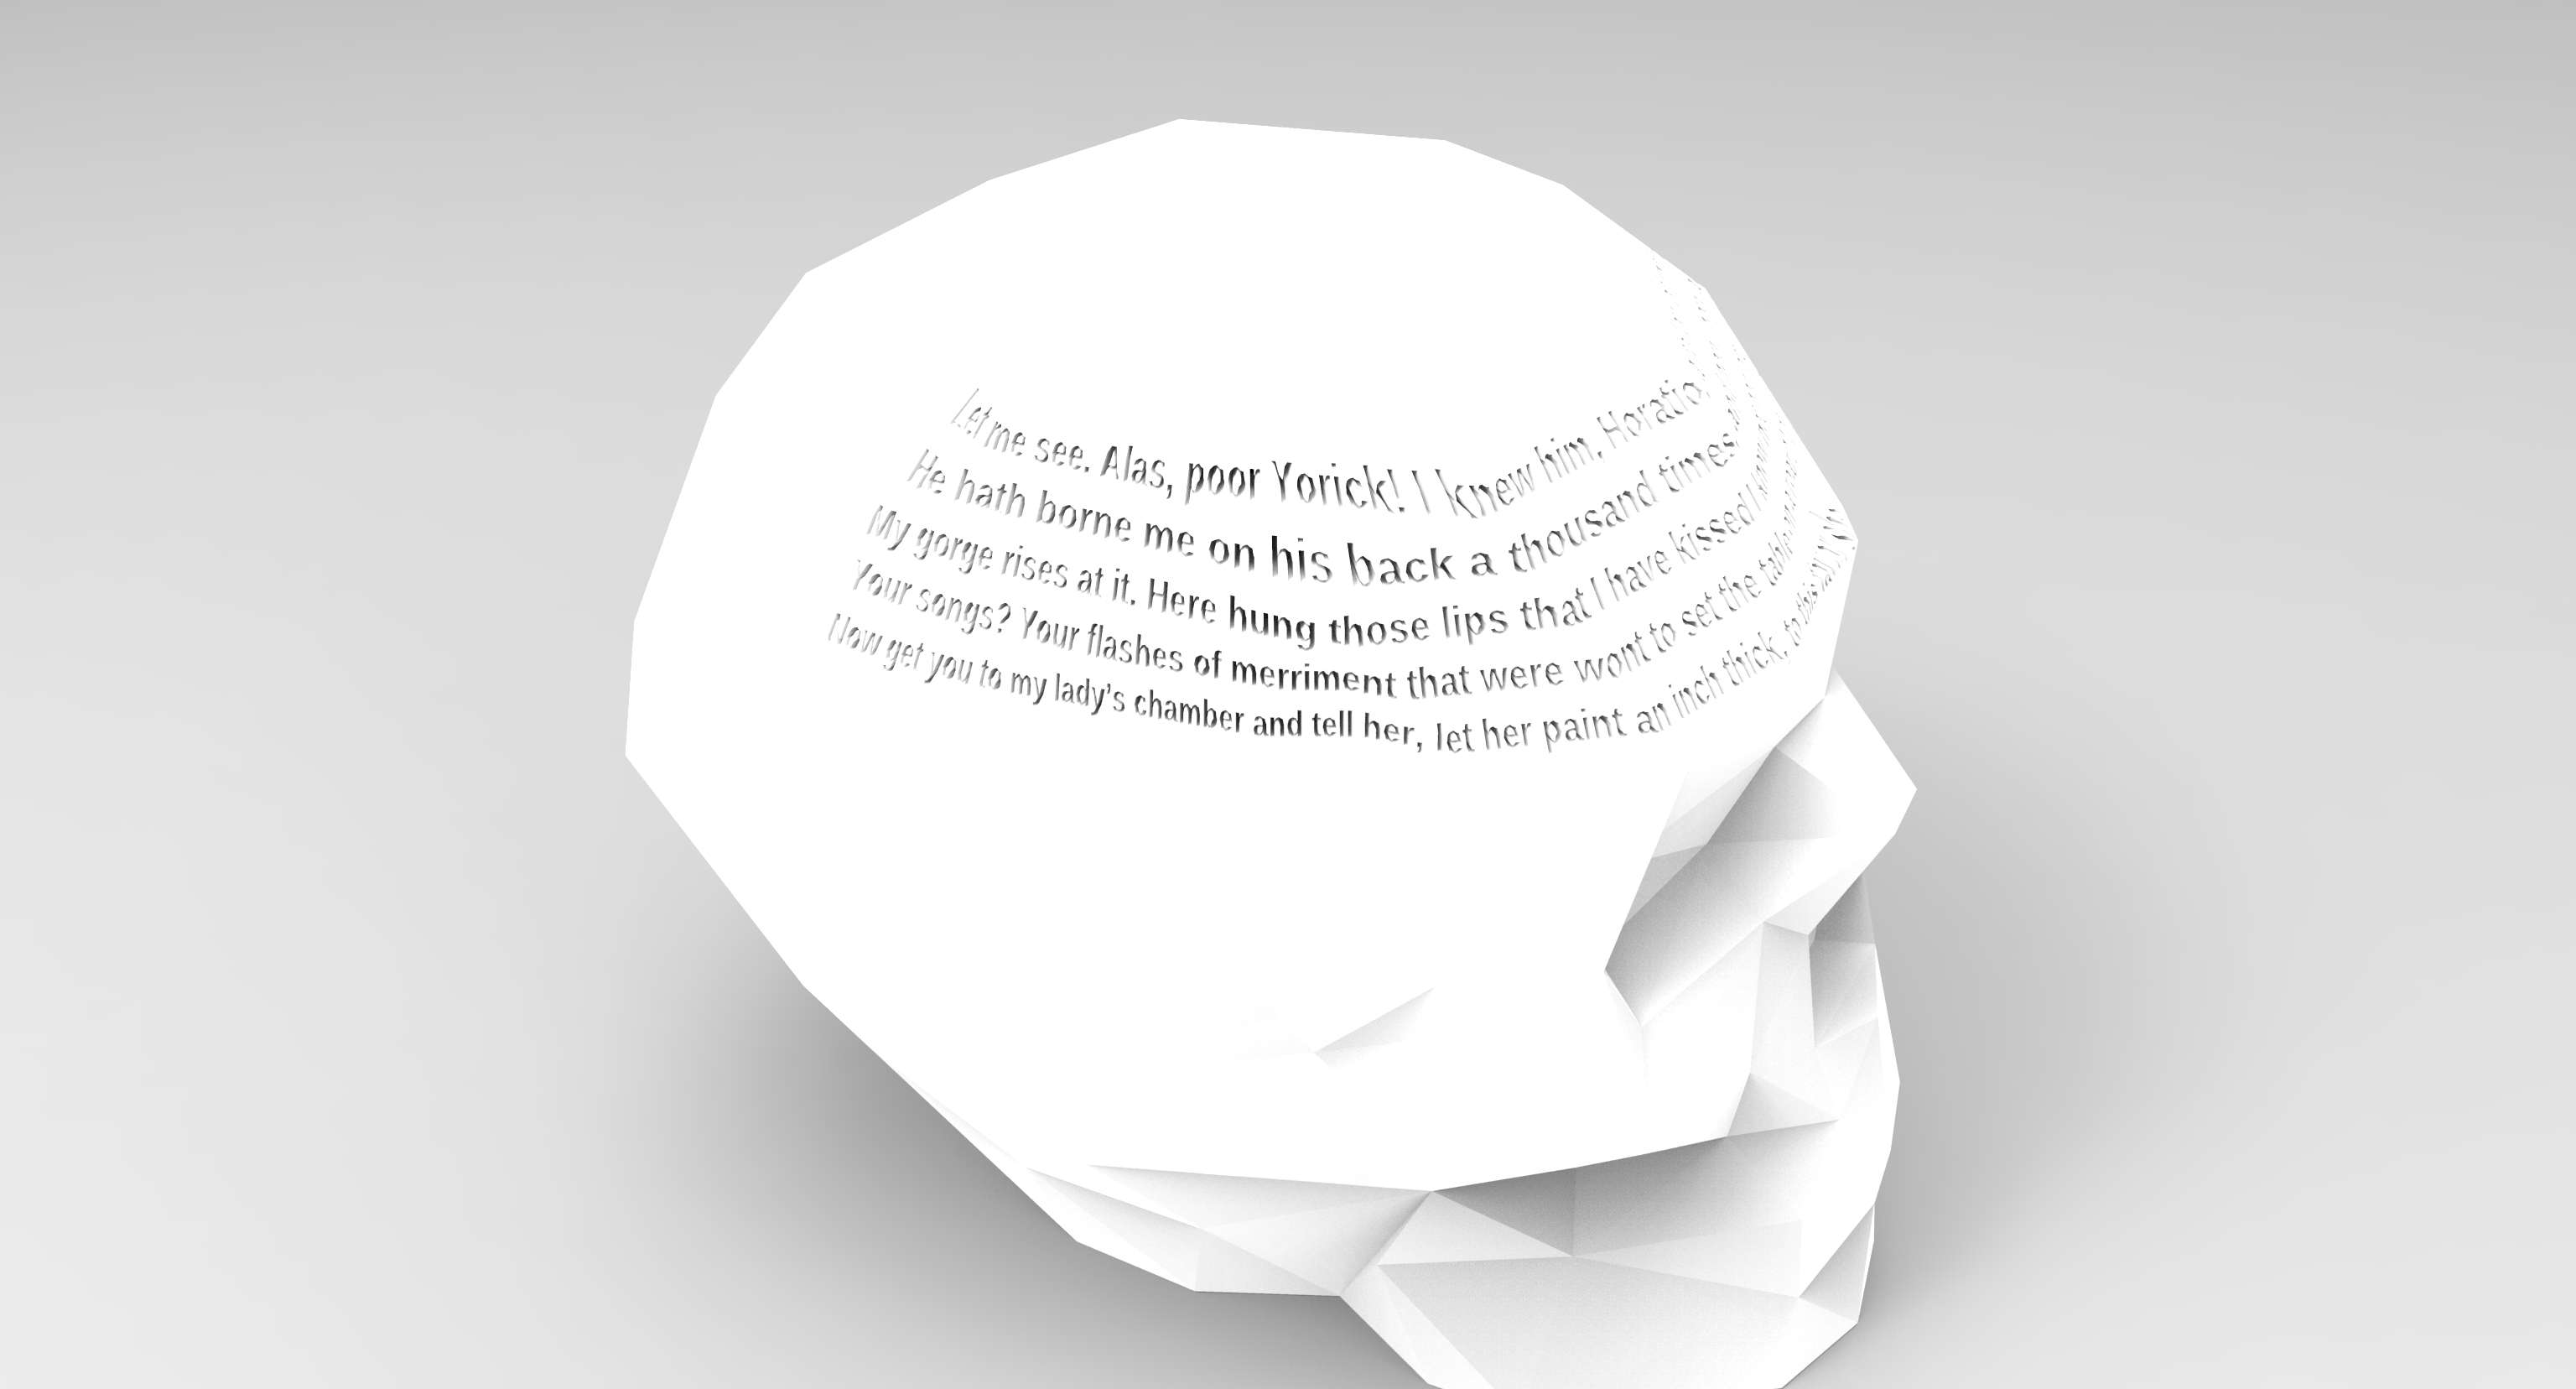 Let me see. Alas, poor Yorick! I knew him, Horatio,
He hath borne me on his back a thousand times,
My gorge rises at it. Here hung those lips that I have kissed I
Your songs? Your flashes of merriment that were wont to set the table
Now get you to my lady's chamber and tell her, let her paint an inch thick, to this